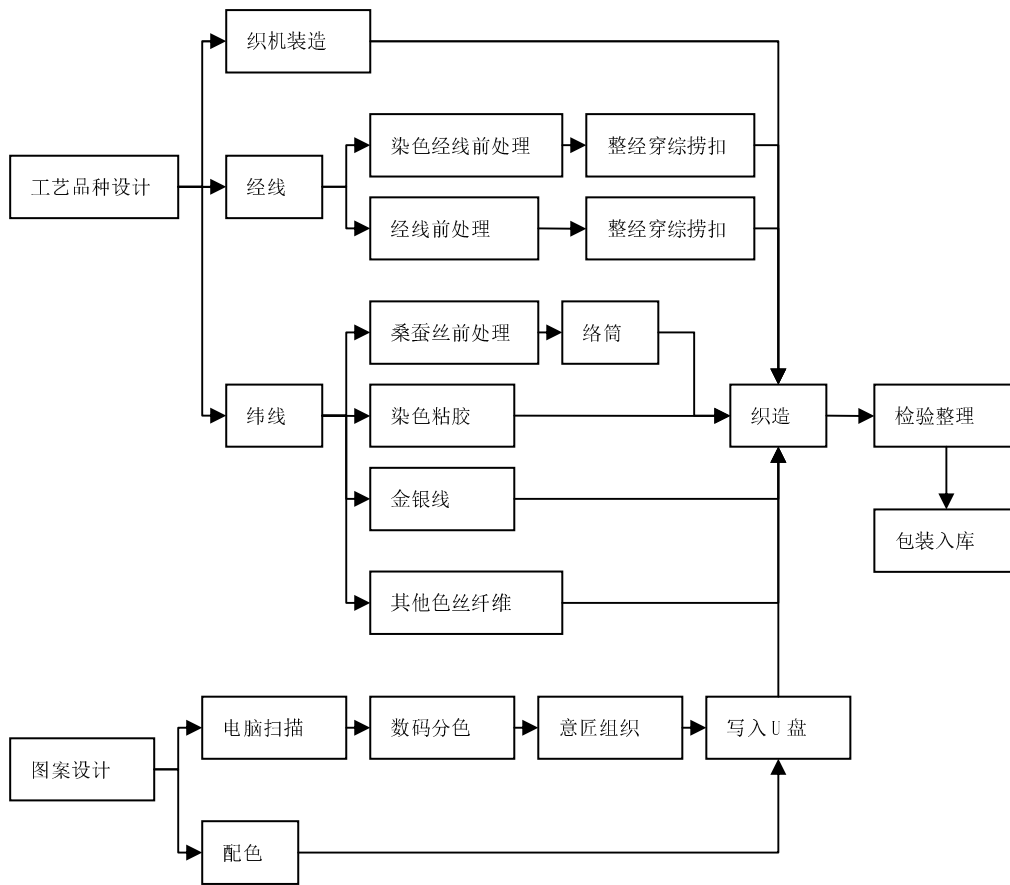 织机装造
染色经线前处理
整经穿综捞扣
工艺品种设计
经线
经线前处理
整经穿综捞扣
桑蚕丝前处理
络筒
纬线
染色粘胶
织造
检验整理
金银线
包装入库
其他色丝纤维
电脑扫描
数码分色
意匠组织
写入U盘
图案设计
配色